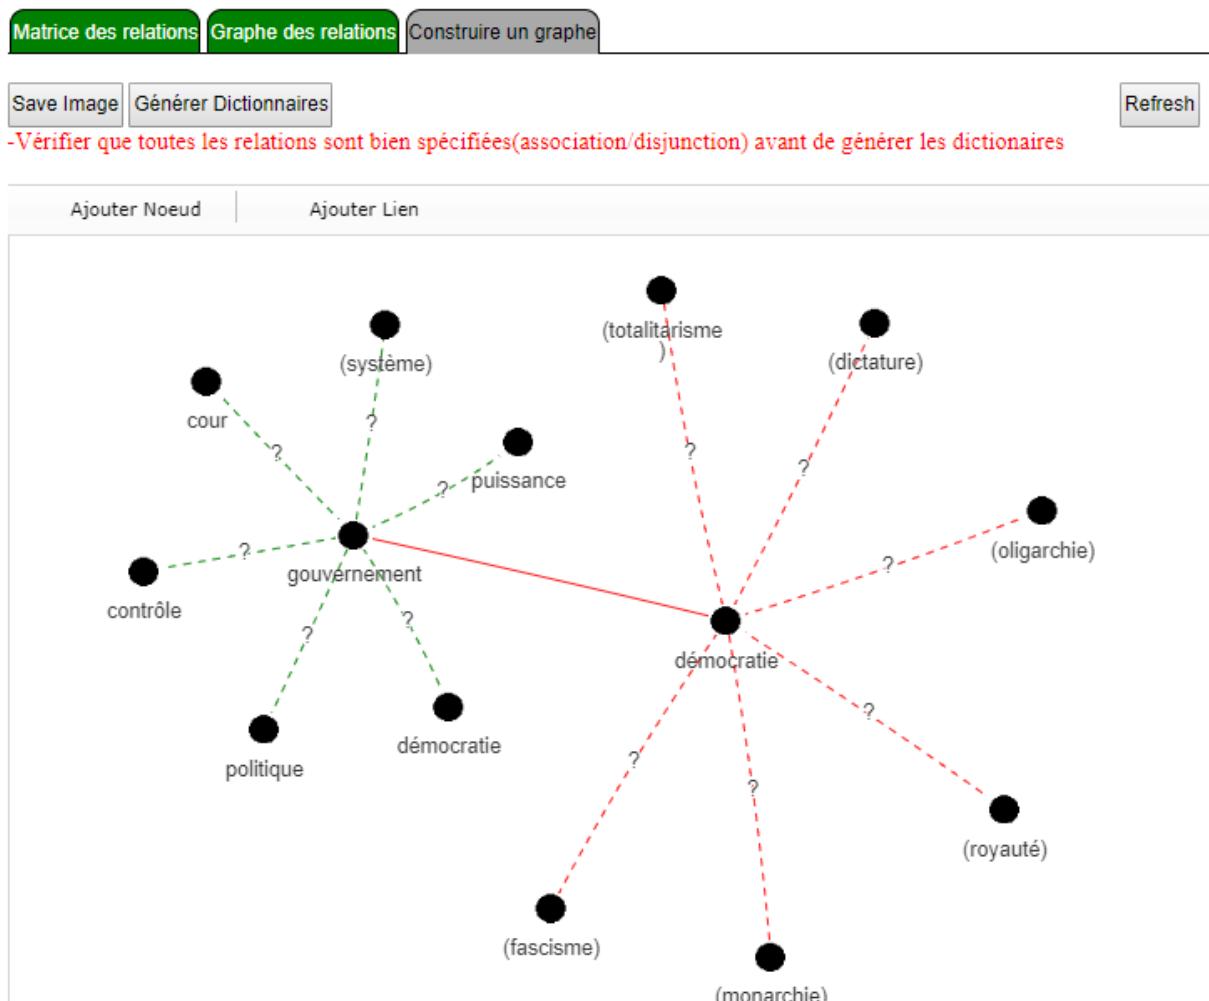 Matrice des relations Graphe des relations Construire un graphe
Save Image Générer Dictionnaires Refresh
-Vérifier que toutes les relations sont bien spécifiées(association/disjunction) avant de générer les dictionaires
Ajouter Noeud Ajouter Lien
(totalitarisme
)
(système)
(dictature)
cour
?
?
?
puissance
?
?
(oligarchie)
?
?
gouvernement
contrôle
?
?
démocratie
?
démocratie
politique
?
?
(royauté)
(fascisme)
(monarchie)